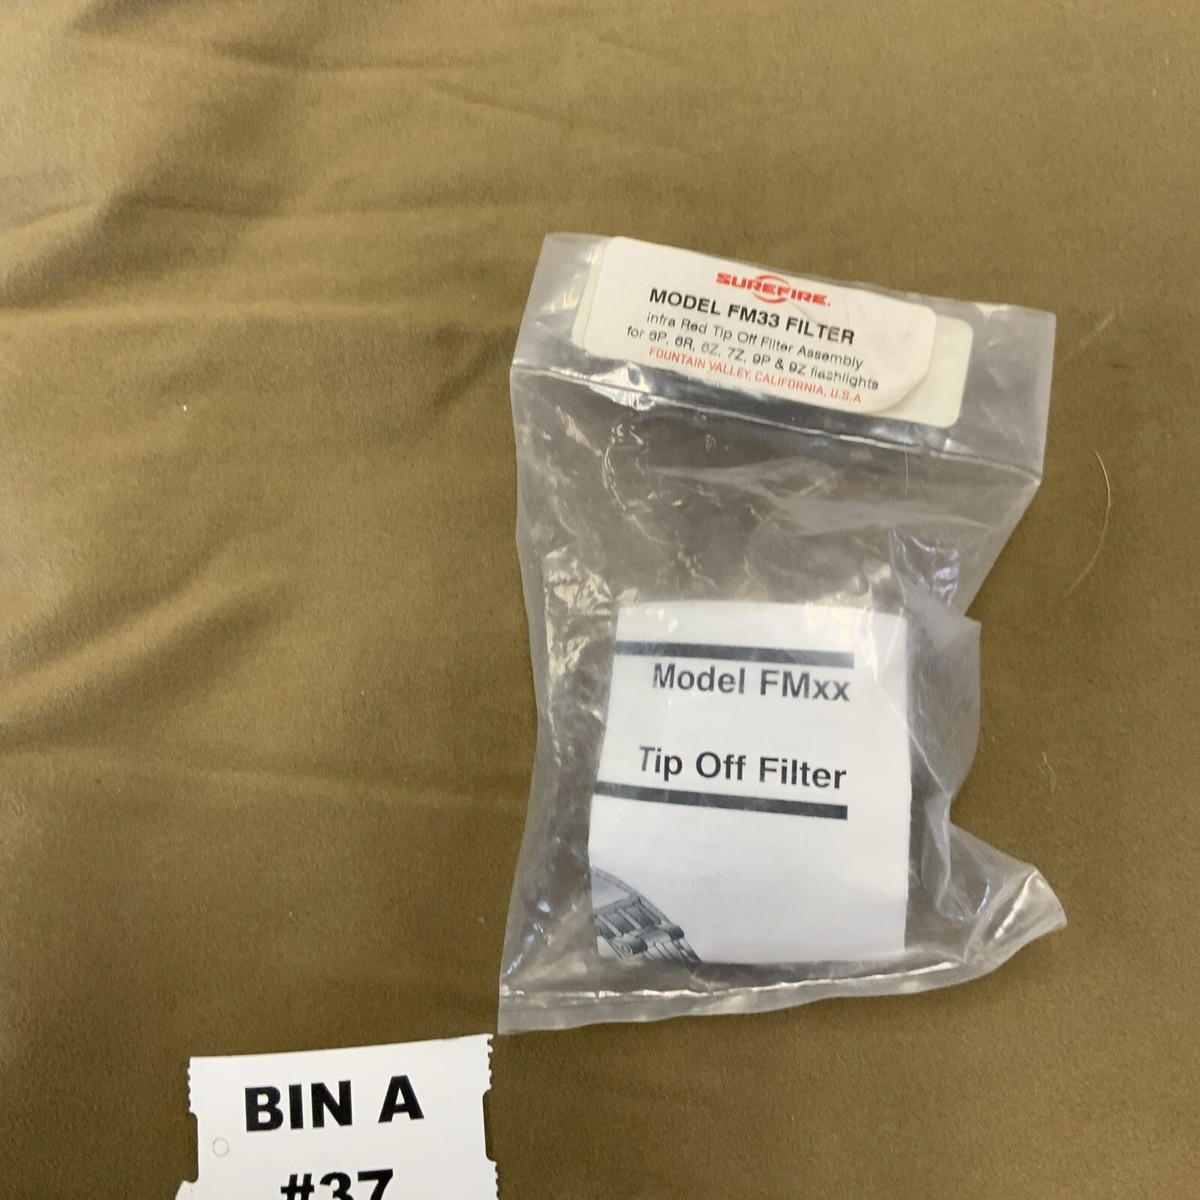 SUREFIRE.
MODEL FM33 FILTER
Infra Red Tip Off Filter Assembly
for 6P, 6R, 6Z, 7Z, 9P & 9Z flashlights
FOUNTAIN VALLEY, CALIFORNIA, U.S.A
Model FMxx
Tip Off Filter
BIN A
#37